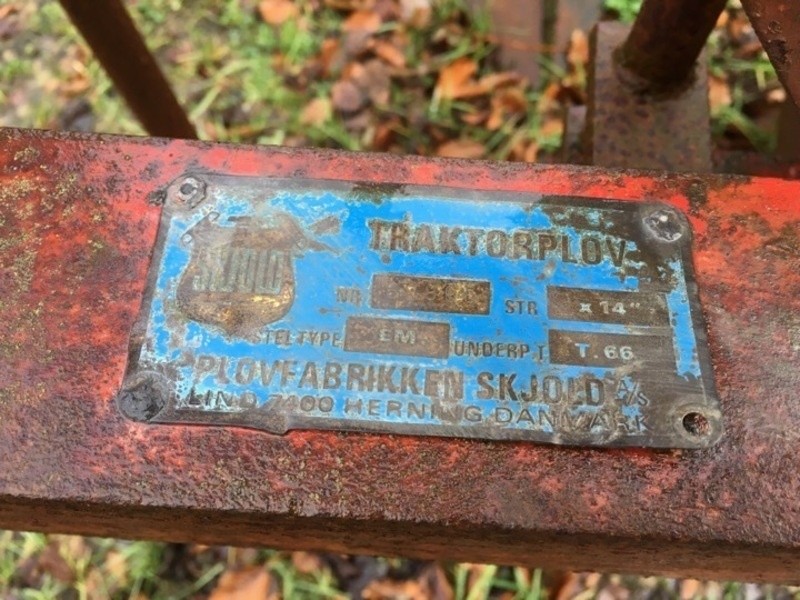 SKJOLD
TRAKTORPLOV
NR. STR. x 14"
STELTYPE EM UNDERP. T. T. 66
PLOVFABRIKKEN SKJOLD A/S
LIND 7400 HERNING DANMARK